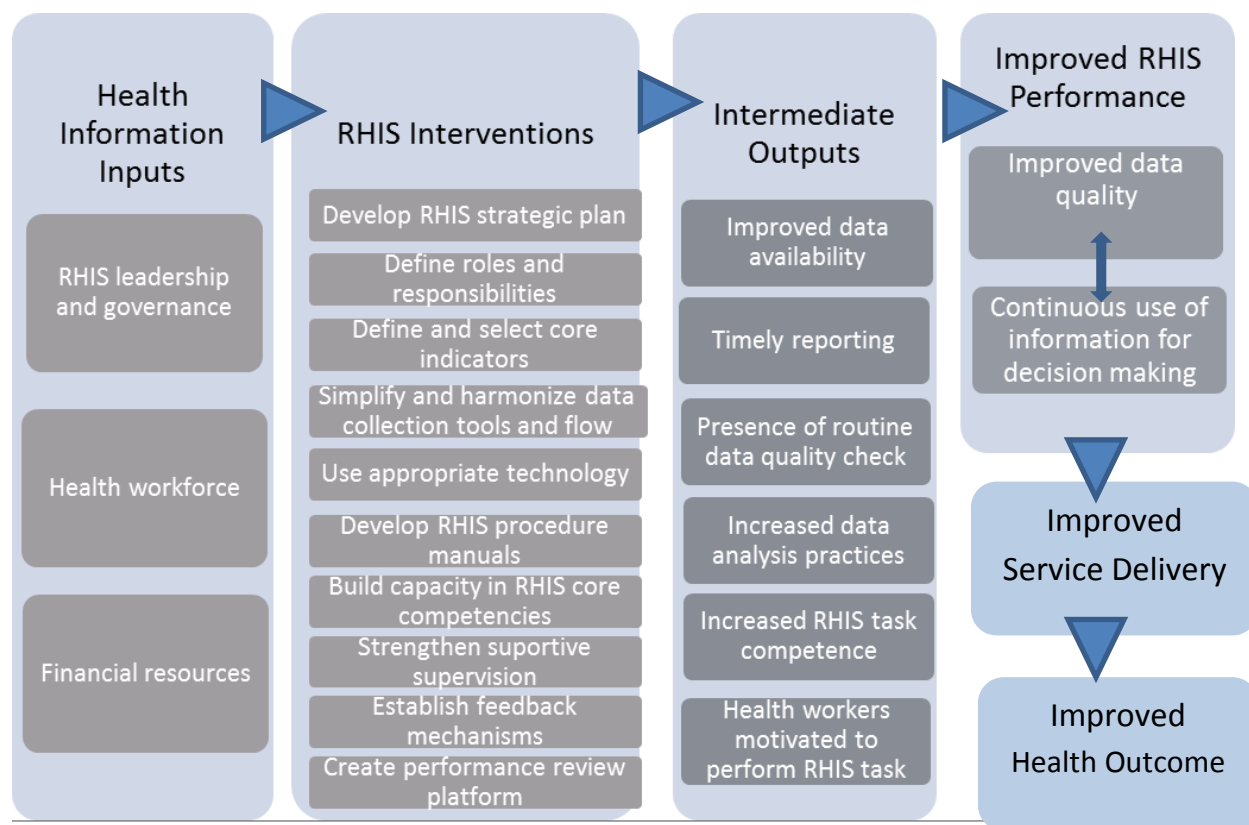 Health
Information
Inputs
RHIS leadership
and governance
Health workforce
Financial resources
RHIS Interventions
Develop RHIS strategic plan
Define roles and
responsibilities
Define and select core
indicators
Simplify and harmonize data
collection tools and flow
Use appropriate technology
Develop RHIS procedure
manuals
Build capacity in RHIS core
competencies
Strengthen suportive
supervision
Establish feedback
mechanisms
Create performance review
platform
Intermediate
Outputs
Improved data
availability
Timely reporting
Presence of routine
data quality check
Increased data
analysis practices
Increased RHIS task
competence
Health workers
motivated to
perform RHIS task
Improved RHIS
Performance
Improved data
quality
Continuous use of
information for
decision making
Improved
Service Delivery
Improved
Health Outcome